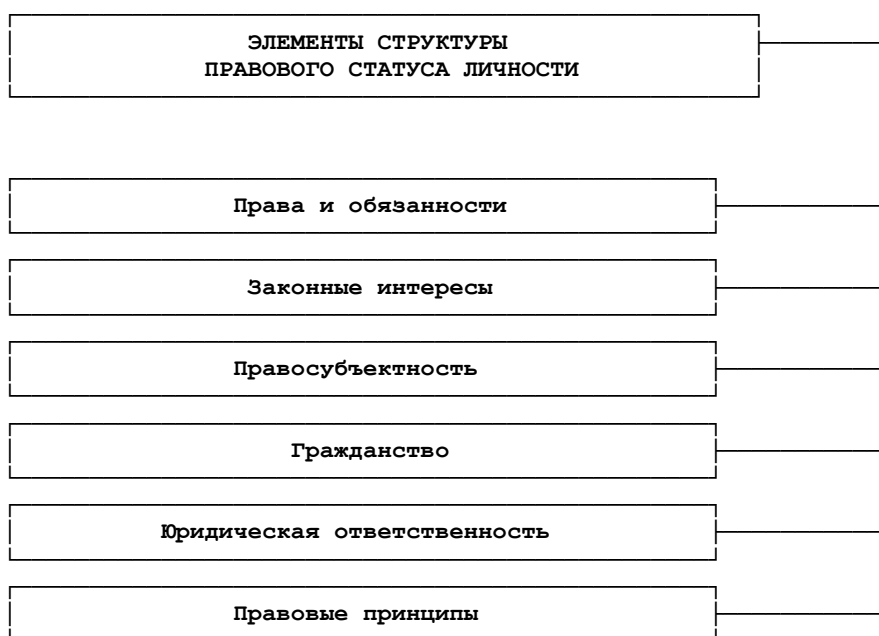 ЭЛЕМЕНТЫ СТРУКТУРЫ
ПРАВОВОГО СТАТУСА ЛИЧНОСТИ
Права и обязанности
Законные интересы
Правосубъектность
Гражданство
Юридическая ответственность
Правовые принципы